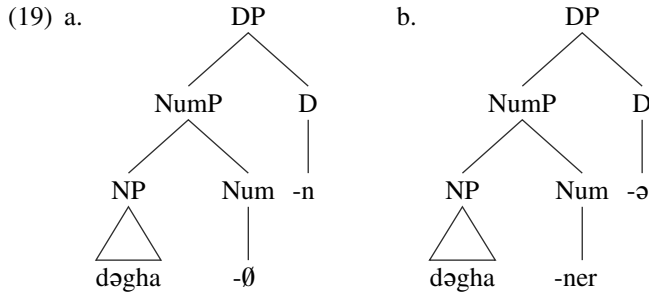 (19) a. DP b. DP
NumP D NumP D
NP Num -n NP Num -ə
dəgha -∅ dəgha -ner